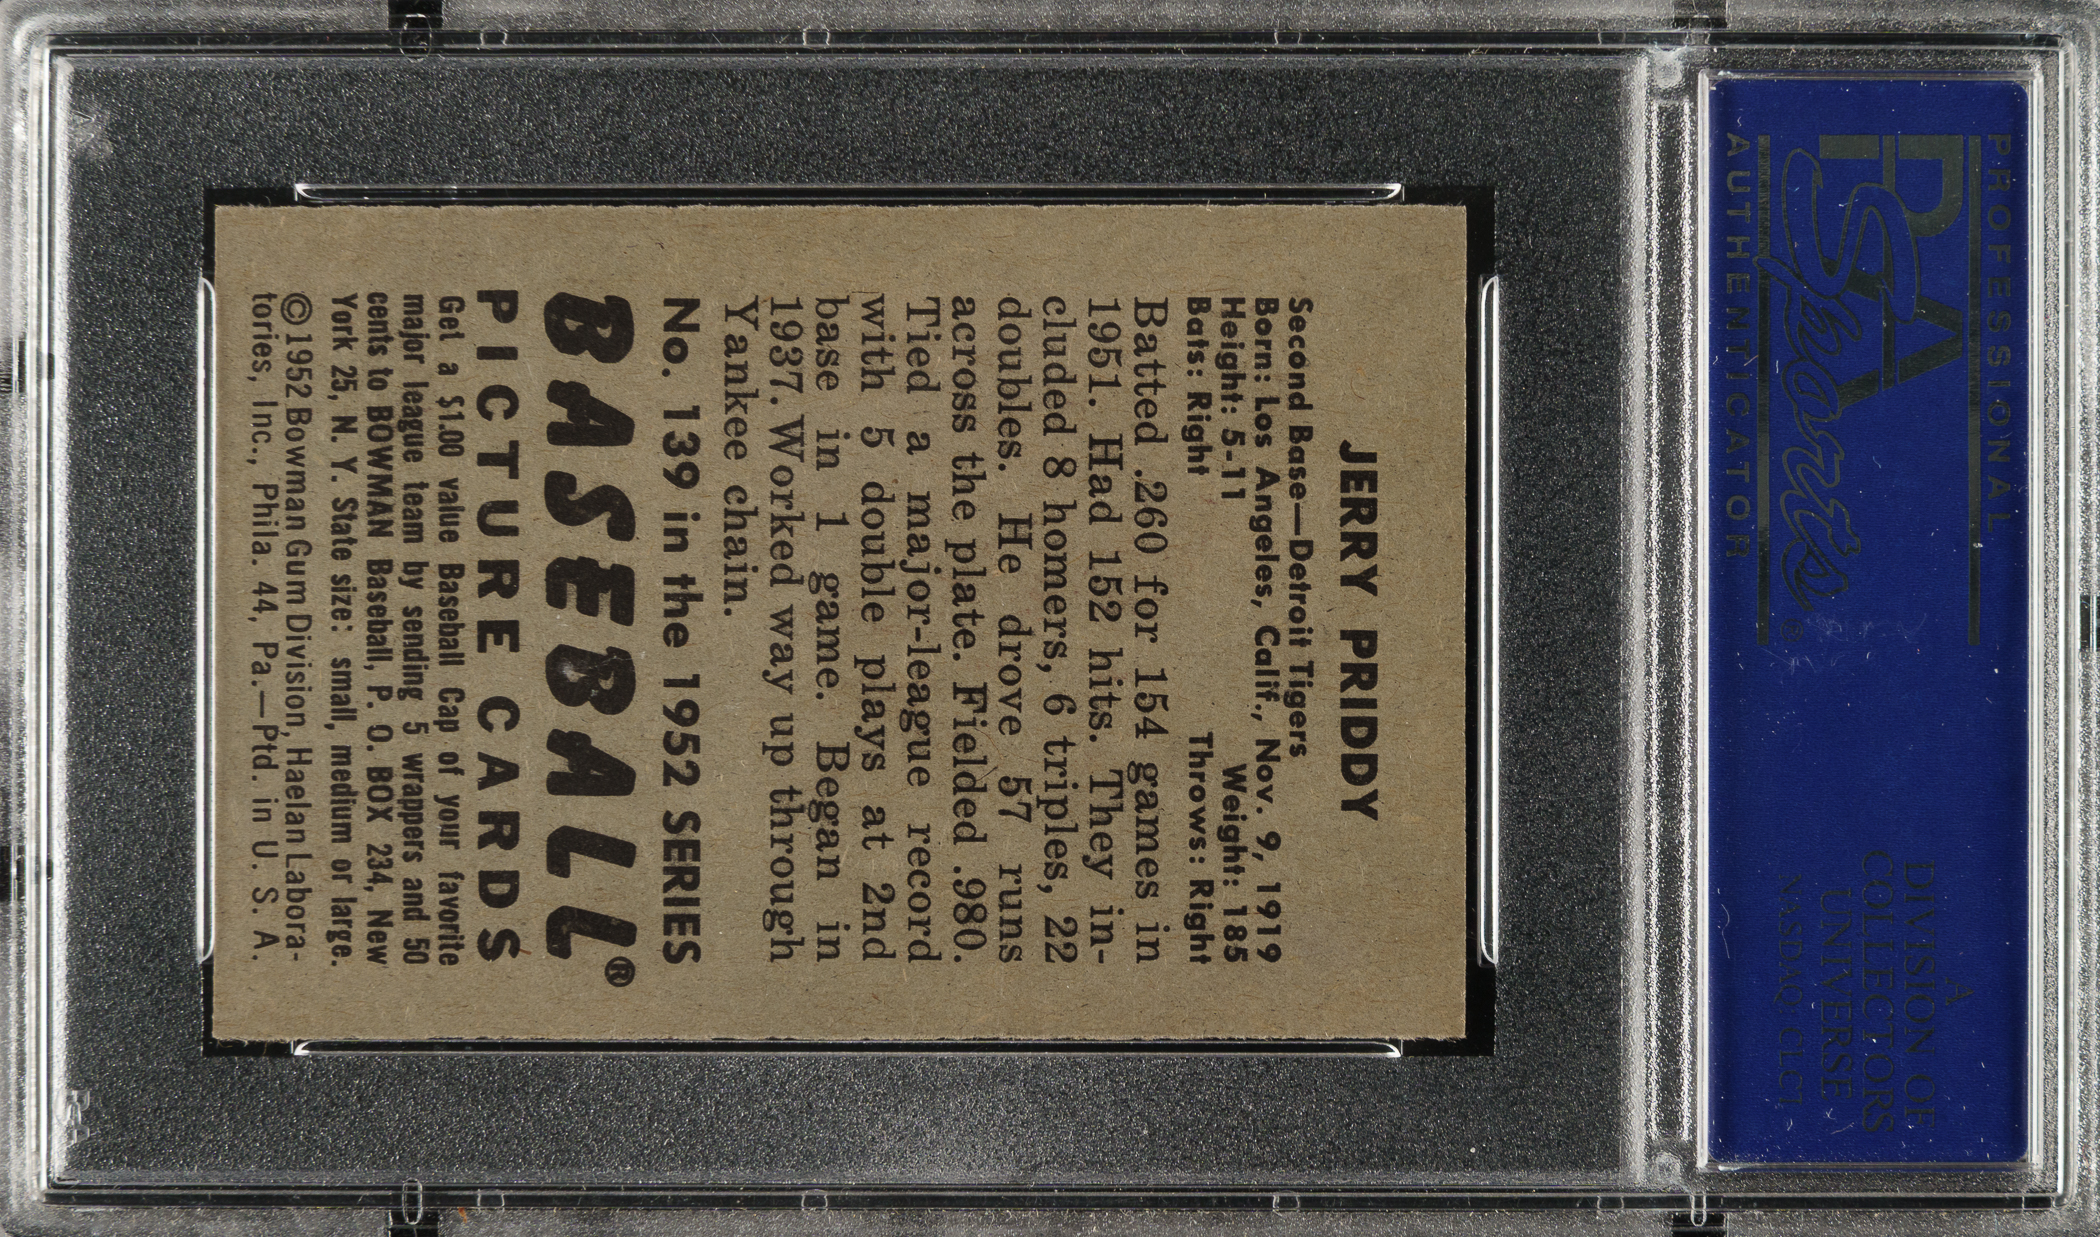 PROFESSIONAL
PSA
Sports®
AUTHENTICATOR
A
DIVISION OF
COLLECTORS
UNIVERSE
NASDAQ: CLCT
JERRY PRIDDY
Second Base—Detroit Tigers
Born: Los Angeles, Calif., Nov. 9, 1919
Height: 5-11 Weight: 185
Bats: Right Throws: Right
Batted .260 for 154 games in
1951. Had 152 hits. They in-
cluded 8 homers, 6 triples, 22
doubles. He drove 57 runs
across the plate. Fielded .980.
Tied a major-league record
with 5 double plays at 2nd
base in 1 game. Began in
1937. Worked way up through
Yankee chain.
No. 139 in the 1952 SERIES
BASEBALL®
PICTURE CARDS
Get a $1.00 value Baseball Cap of your favorite
major league team by sending 5 wrappers and 50
cents to BOWMAN Baseball, P. O. BOX 234, New
York 25, N. Y. State size: small, medium or large.
©1952 Bowman Gum Division, Haelan Labora-
tories, Inc., Phila. 44, Pa.—Ptd. in U. S. A.